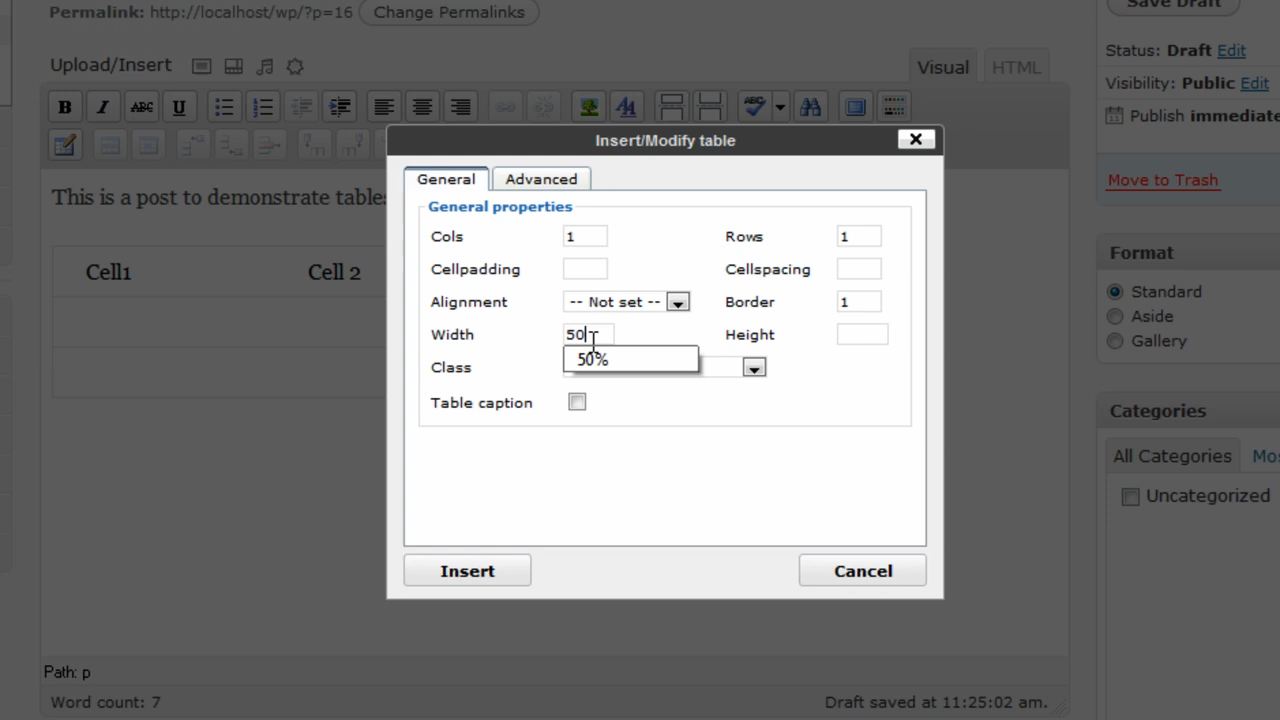 Permalink: http://localhost/wp/?p=16 Change Permalinks
Save Draft
Status: Draft Edit
Upload/Insert
Visual HTML
Visibility: Public Edit
B I ABC U
ABC
Publish immediate
Insert/Modify table
General Advanced
Move to Trash
This is a post to demonstrate tables
General properties
Cols 1 Rows 1
Format
Cell1 Cell 2
Cellpadding Cellspacing
Standard
Alignment -- Not set -- Border 1
Aside
Width 50 Height
Gallery
50%
Class
Table caption
Categories
All Categories Mos
Uncategorized
Insert Cancel
Path: p
Word count: 7 Draft saved at 11:25:02 am.